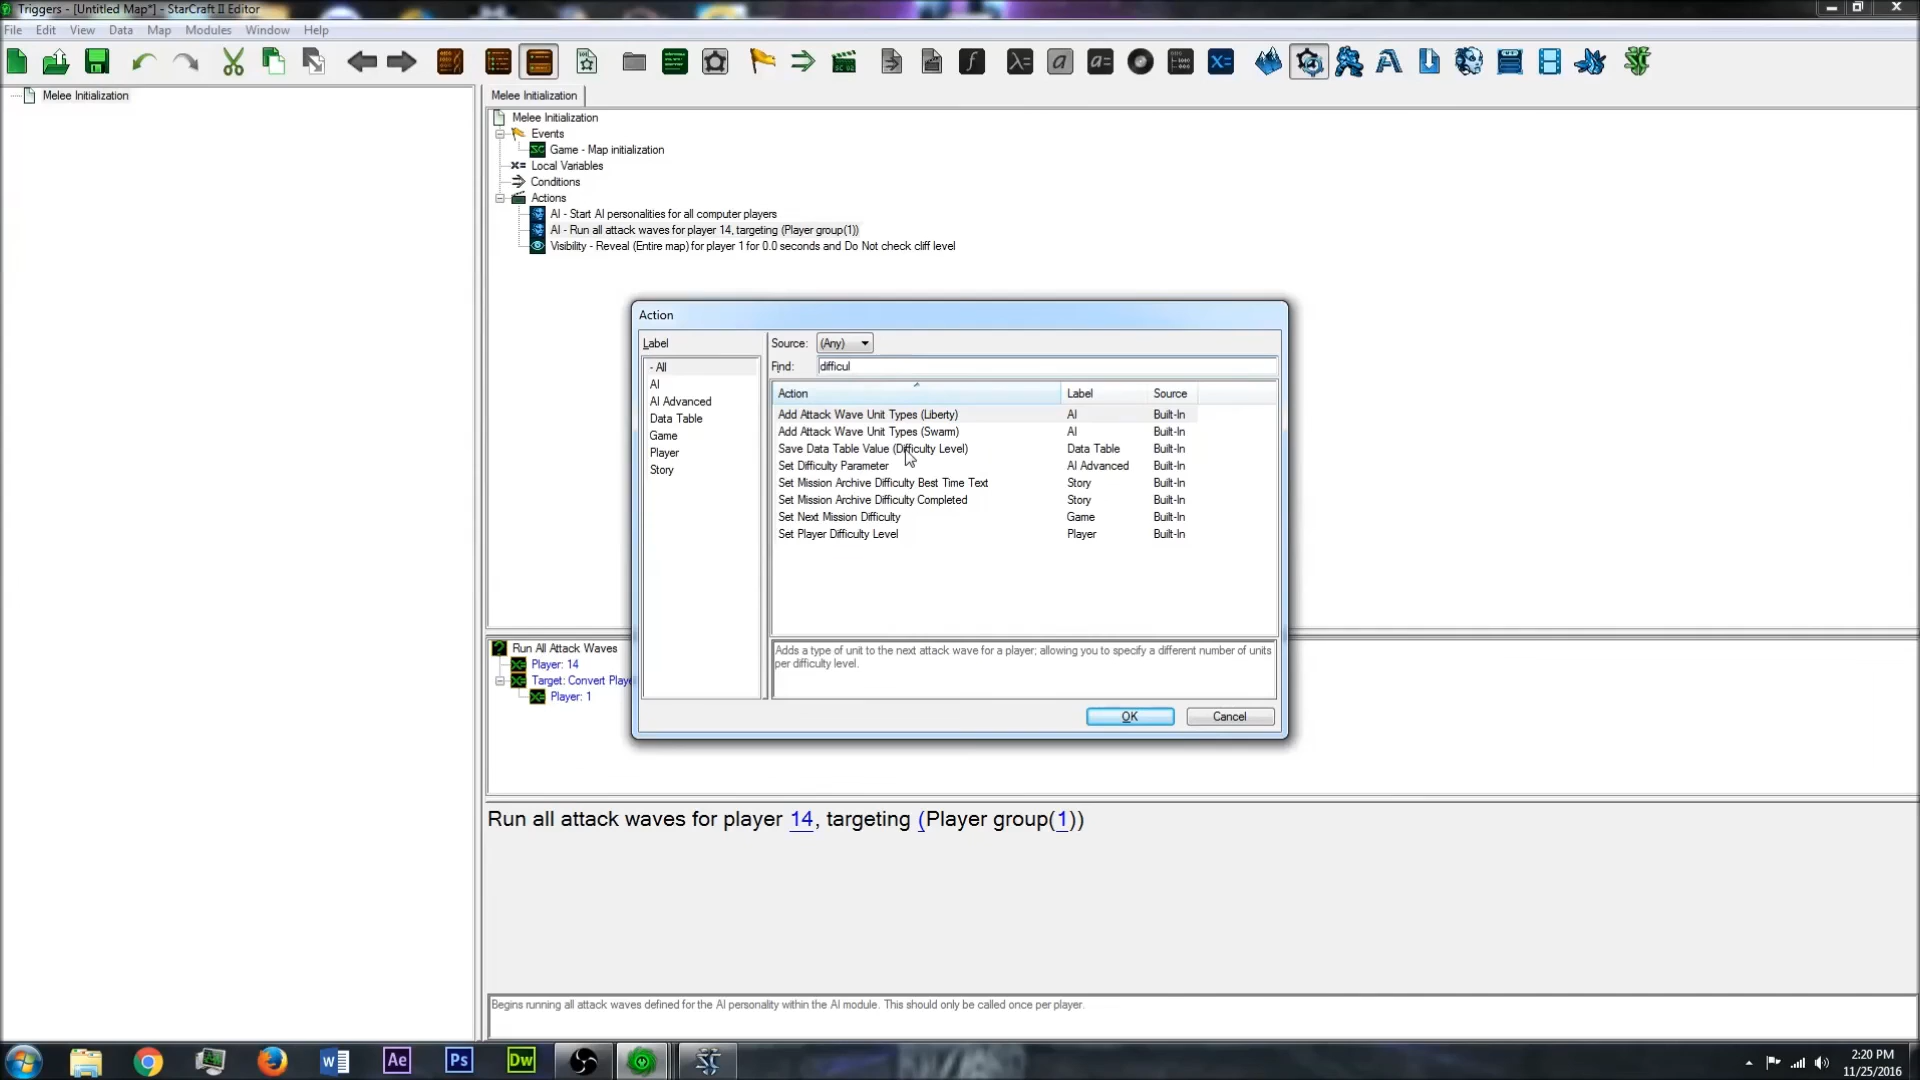 Triggers - [Untitled Map*] - StarCraft II Editor
File Edit View Data Map Modules Window Help
Melee Initialization
Melee Initialization
Melee Initialization
Events
Game - Map initialization
Local Variables
Conditions
Actions
AI - Start AI personalities for all computer players
AI - Run all attack waves for player 14, targeting (Player group(1))
Visibility - Reveal (Entire map) for player 1 for 0.0 seconds and Do Not check cliff level
Action
Label
- All
AI
AI Advanced
Data Table
Game
Player
Story
Source: (Any)
Find: difficul
Action Label Source
Add Attack Wave Unit Types (Liberty) AI Built-In
Add Attack Wave Unit Types (Swarm) AI Built-In
Save Data Table Value (Difficulty Level) Data Table Built-In
Set Difficulty Parameter AI Advanced Built-In
Set Mission Archive Difficulty Best Time Text Story Built-In
Set Mission Archive Difficulty Completed Story Built-In
Set Next Mission Difficulty Game Built-In
Set Player Difficulty Level Player Built-In
Adds a type of unit to the next attack wave for a player; allowing you to specify a different number of units
per difficulty level.
OK Cancel
Run All Attack Waves
Player: 14
Target: Convert Playe
Player: 1
Run all attack waves for player 14, targeting (Player group(1))
Begins running all attack waves defined for the AI personality within the AI module. This should only be called once per player.
Ae Ps Dw
2:20 PM
11/25/2016